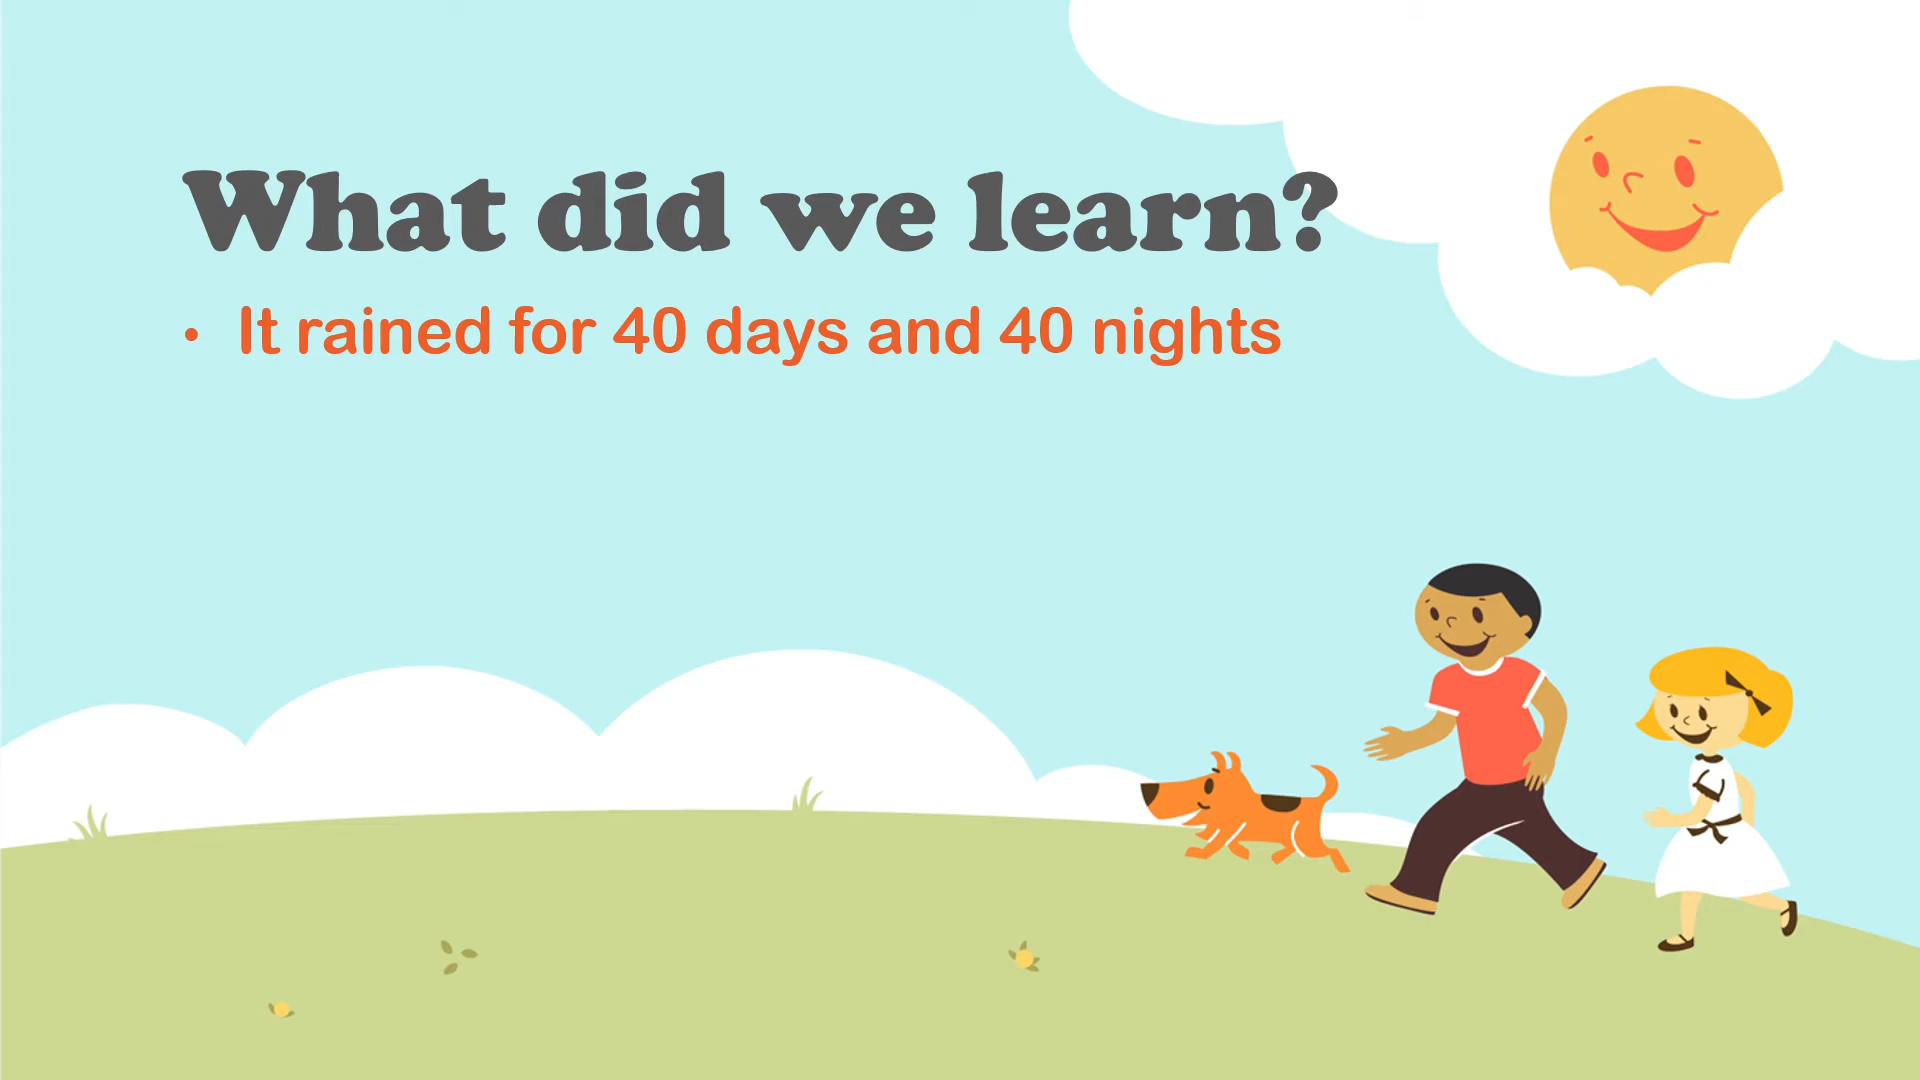 What did we learn?
• It rained for 40 days and 40 nights